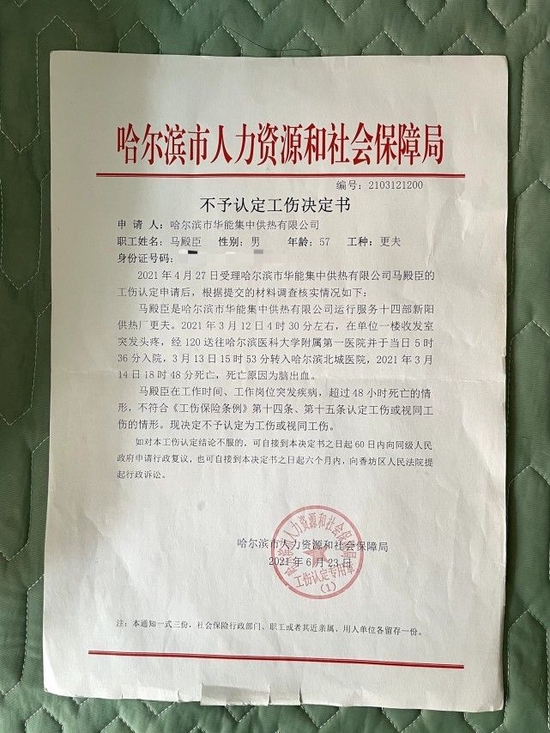 哈尔滨市人力资源和社会保障局
编号：2103121200
不予认定工伤决定书
申请人：哈尔滨市华能集中供热有限公司
职工姓名：马殿臣 性别：男 年龄：57 工种：更夫
身份证号码：
2021年4月27日受理哈尔滨市华能集中供热有限公司马殿臣的
工伤认定申请后，根据提交的材料调查核实情况如下：
马殿臣是哈尔滨市华能集中供热有限公司运行服务十四部新阳
供热厂更夫。2021年3月12日4时30分左右，在单位一楼收发室
突发头疼，经120送往哈尔滨医科大学附属第一医院并于当日5时
36分入院，3月13日15时53分转入哈尔滨北城医院，2021年3月
14日18时48分死亡，死亡原因为脑出血。
马殿臣在工作时间、工作岗位突发疾病，超过48小时死亡的情
形，不符合《工伤保险条例》第十四条、第十五条认定工伤或视同工
伤的情形。现决定不予认定为工伤或视同工伤。
如对本工伤认定结论不服的，可自接到本决定书之日起60日内向同级人民
政府申请行政复议，也可自接到本决定书之日起六个月内，向香坊区人民法院提
起行政诉讼。
哈尔滨市人力资源和社会保障局
2021年6月23日
哈尔滨市人力资源和社会保障局
工伤认定专用章
(1)
注：本通知一式三份，社会保险行政部门、职工或者其近亲属、用人单位各留存一份。